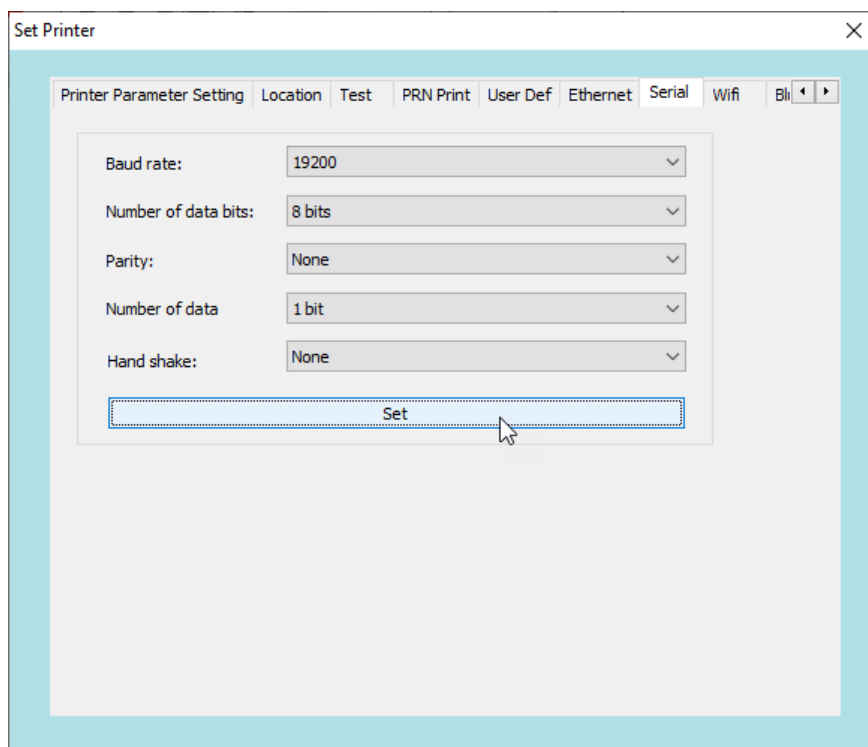 Set Printer
Printer Parameter Setting Location Test PRN Print User Def Ethernet Serial Wifi
Baud rate: 19200
Number of data bits: 8 bits
Parity: None
Number of data 1 bit
Hand shake: None
Set